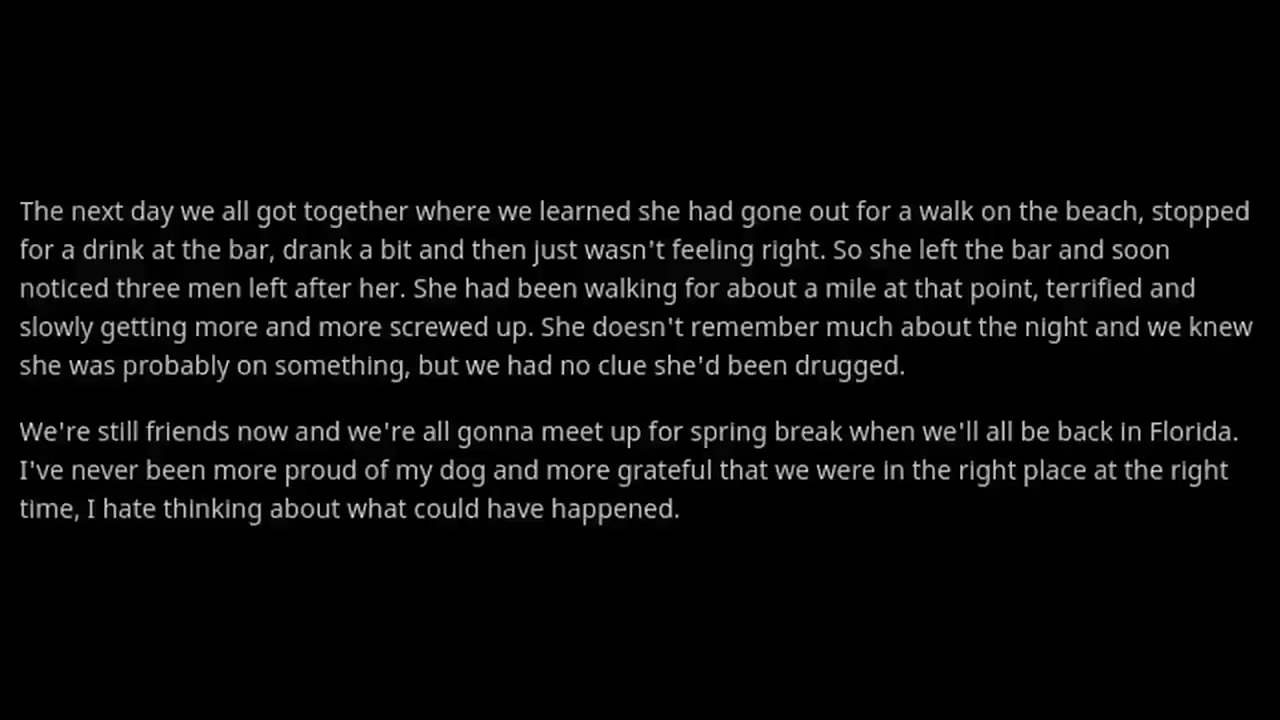 The next day we all got together where we learned she had gone out for a walk on the beach, stopped
for a drink at the bar, drank a bit and then just wasn't feeling right. So she left the bar and soon
noticed three men left after her. She had been walking for about a mile at that point, terrified and
slowly getting more and more screwed up. She doesn't remember much about the night and we knew
she was probably on something, but we had no clue she'd been drugged.
We're still friends now and we're all gonna meet up for spring break when we'll all be back in Florida.
I've never been more proud of my dog and more grateful that we were in the right place at the right
time, I hate thinking about what could have happened.